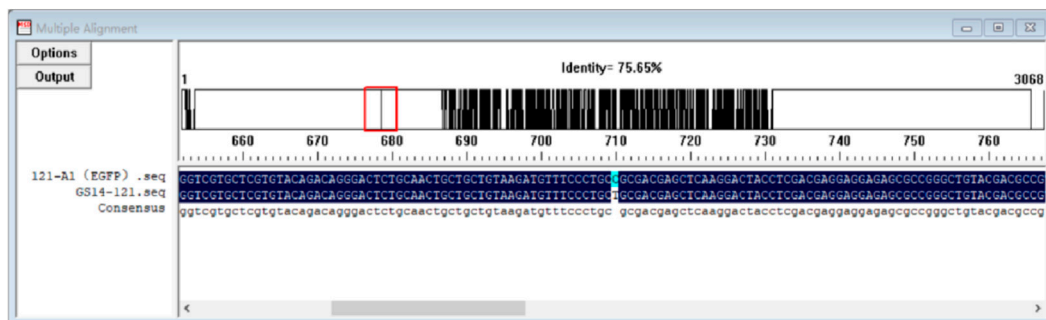 Multiple Alignment
Options
Output
Identity= 75.65%
1
3068
660 670 680 690 700 710 720 730 740 750 760
121-A1 (EGFP) .seq GGTCGTGCTCGTGTACAGACAGGGACTCTGCAACTGCTGCTGTAAGATGTTTCCCTGCCGCGACGAGCTCAAGGACTACCTCGACGAGGAGGAGAGCGCCGGGCTGTACGACGCCG
GS14-121.seq GGTCGTGCTCGTGTACAGACAGGGACTCTGCAACTGCTGCTGTAAGATGTTTCCCTGCTGCGACGAGCTCAAGGACTACCTCGACGAGGAGGAGAGCGCCGGGCTGTACGACGCCG
Consensus ggtcgtgctcgtgtacagacagggactctgcaactgctgctgtaagatgtttccctgc gcgacgagctcaaggactacctcgacgaggaggagagcgccgggctgtacgacgccg